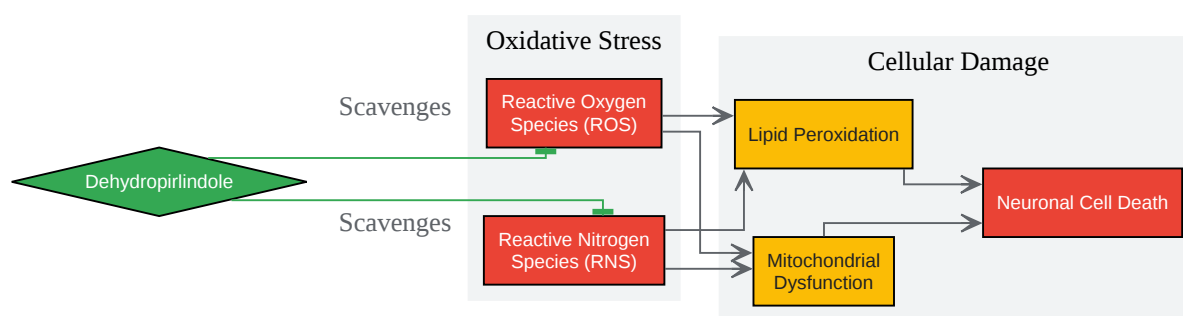 Oxidative Stress
Cellular Damage
Scavenges
Reactive Oxygen
Species (ROS)
Lipid Peroxidation
Dehydropirlindole
Neuronal Cell Death
Scavenges
Reactive Nitrogen
Species (RNS)
Mitochondrial
Dysfunction